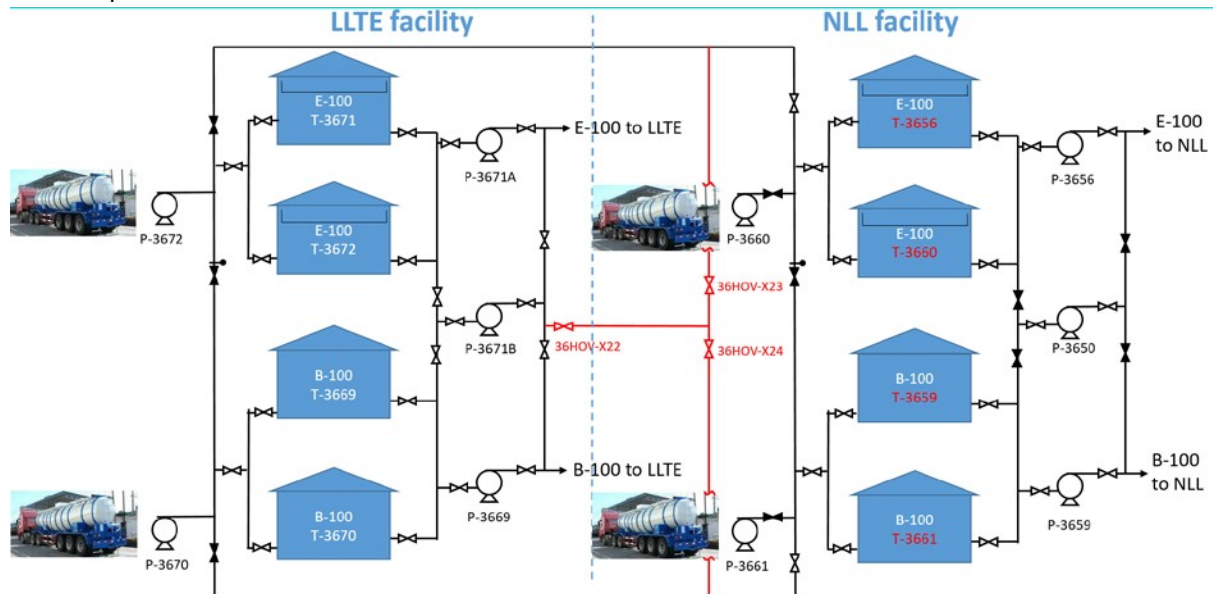 LLTE facility
NLL facility
E-100
T-3671
E-100 to LLTE
P-3671A
P-3672
E-100
T-3672
P-3671B
36HOV-X22
36HOV-X23
36HOV-X24
B-100
T-3669
B-100
T-3670
B-100 to LLTE
P-3669
P-3670
E-100
T-3656
E-100
to NLL
P-3656
P-3660
E-100
T-3660
P-3650
B-100
T-3659
B-100
T-3661
B-100
to NLL
P-3659
P-3661